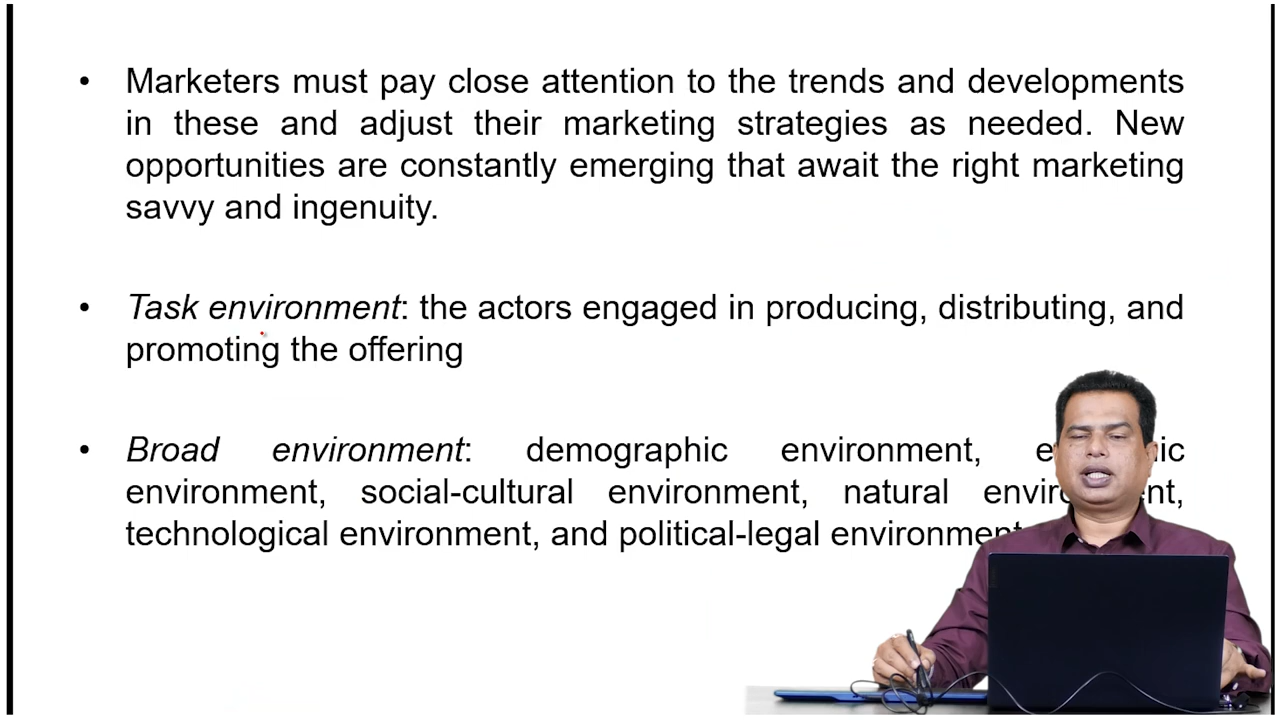 • Marketers must pay close attention to the trends and developments
in these and adjust their marketing strategies as needed. New
opportunities are constantly emerging that await the right marketing
savvy and ingenuity.
• Task environment: the actors engaged in producing, distributing, and
promoting the offering
• Broad environment: demographic environment,
environment, social-cultural environment, natural
technological environment, and political-legal environment